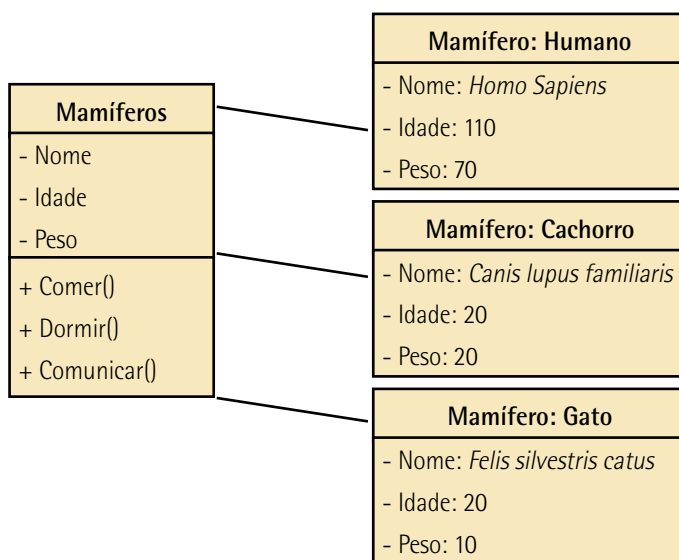 Mamíferos
- Nome
- Idade
- Peso
+ Comer()
+ Dormir()
+ Comunicar()
Mamífero: Humano
- Nome: Homo Sapiens
- Idade: 110
- Peso: 70
Mamífero: Cachorro
- Nome: Canis lupus familiaris
- Idade: 20
- Peso: 20
Mamífero: Gato
- Nome: Felis silvestris catus
- Idade: 20
- Peso: 10